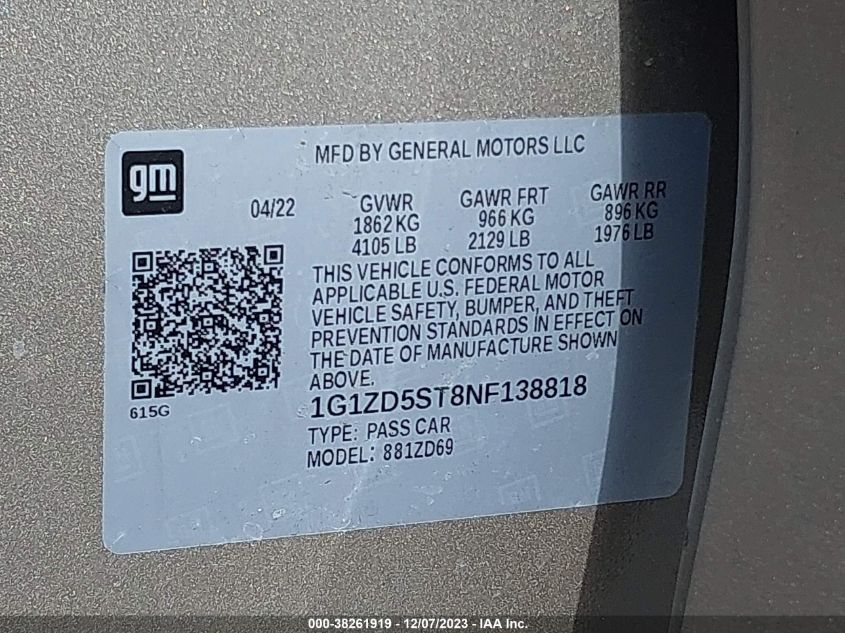 gm
MFD BY GENERAL MOTORS LLC
04/22
GVWR
1862 KG
4105 LB
GAWR FRT
966 KG
2129 LB
GAWR RR
896 KG
1976 LB
THIS VEHICLE CONFORMS TO ALL
APPLICABLE U.S. FEDERAL MOTOR
VEHICLE SAFETY, BUMPER, AND THEFT
PREVENTION STANDARDS IN EFFECT ON
THE DATE OF MANUFACTURE SHOWN
ABOVE.
615G
1G1ZD5ST8NF138818
TYPE: PASS CAR
MODEL: 881ZD69
000-38261919 - 12/07/2023 - IAA Inc.